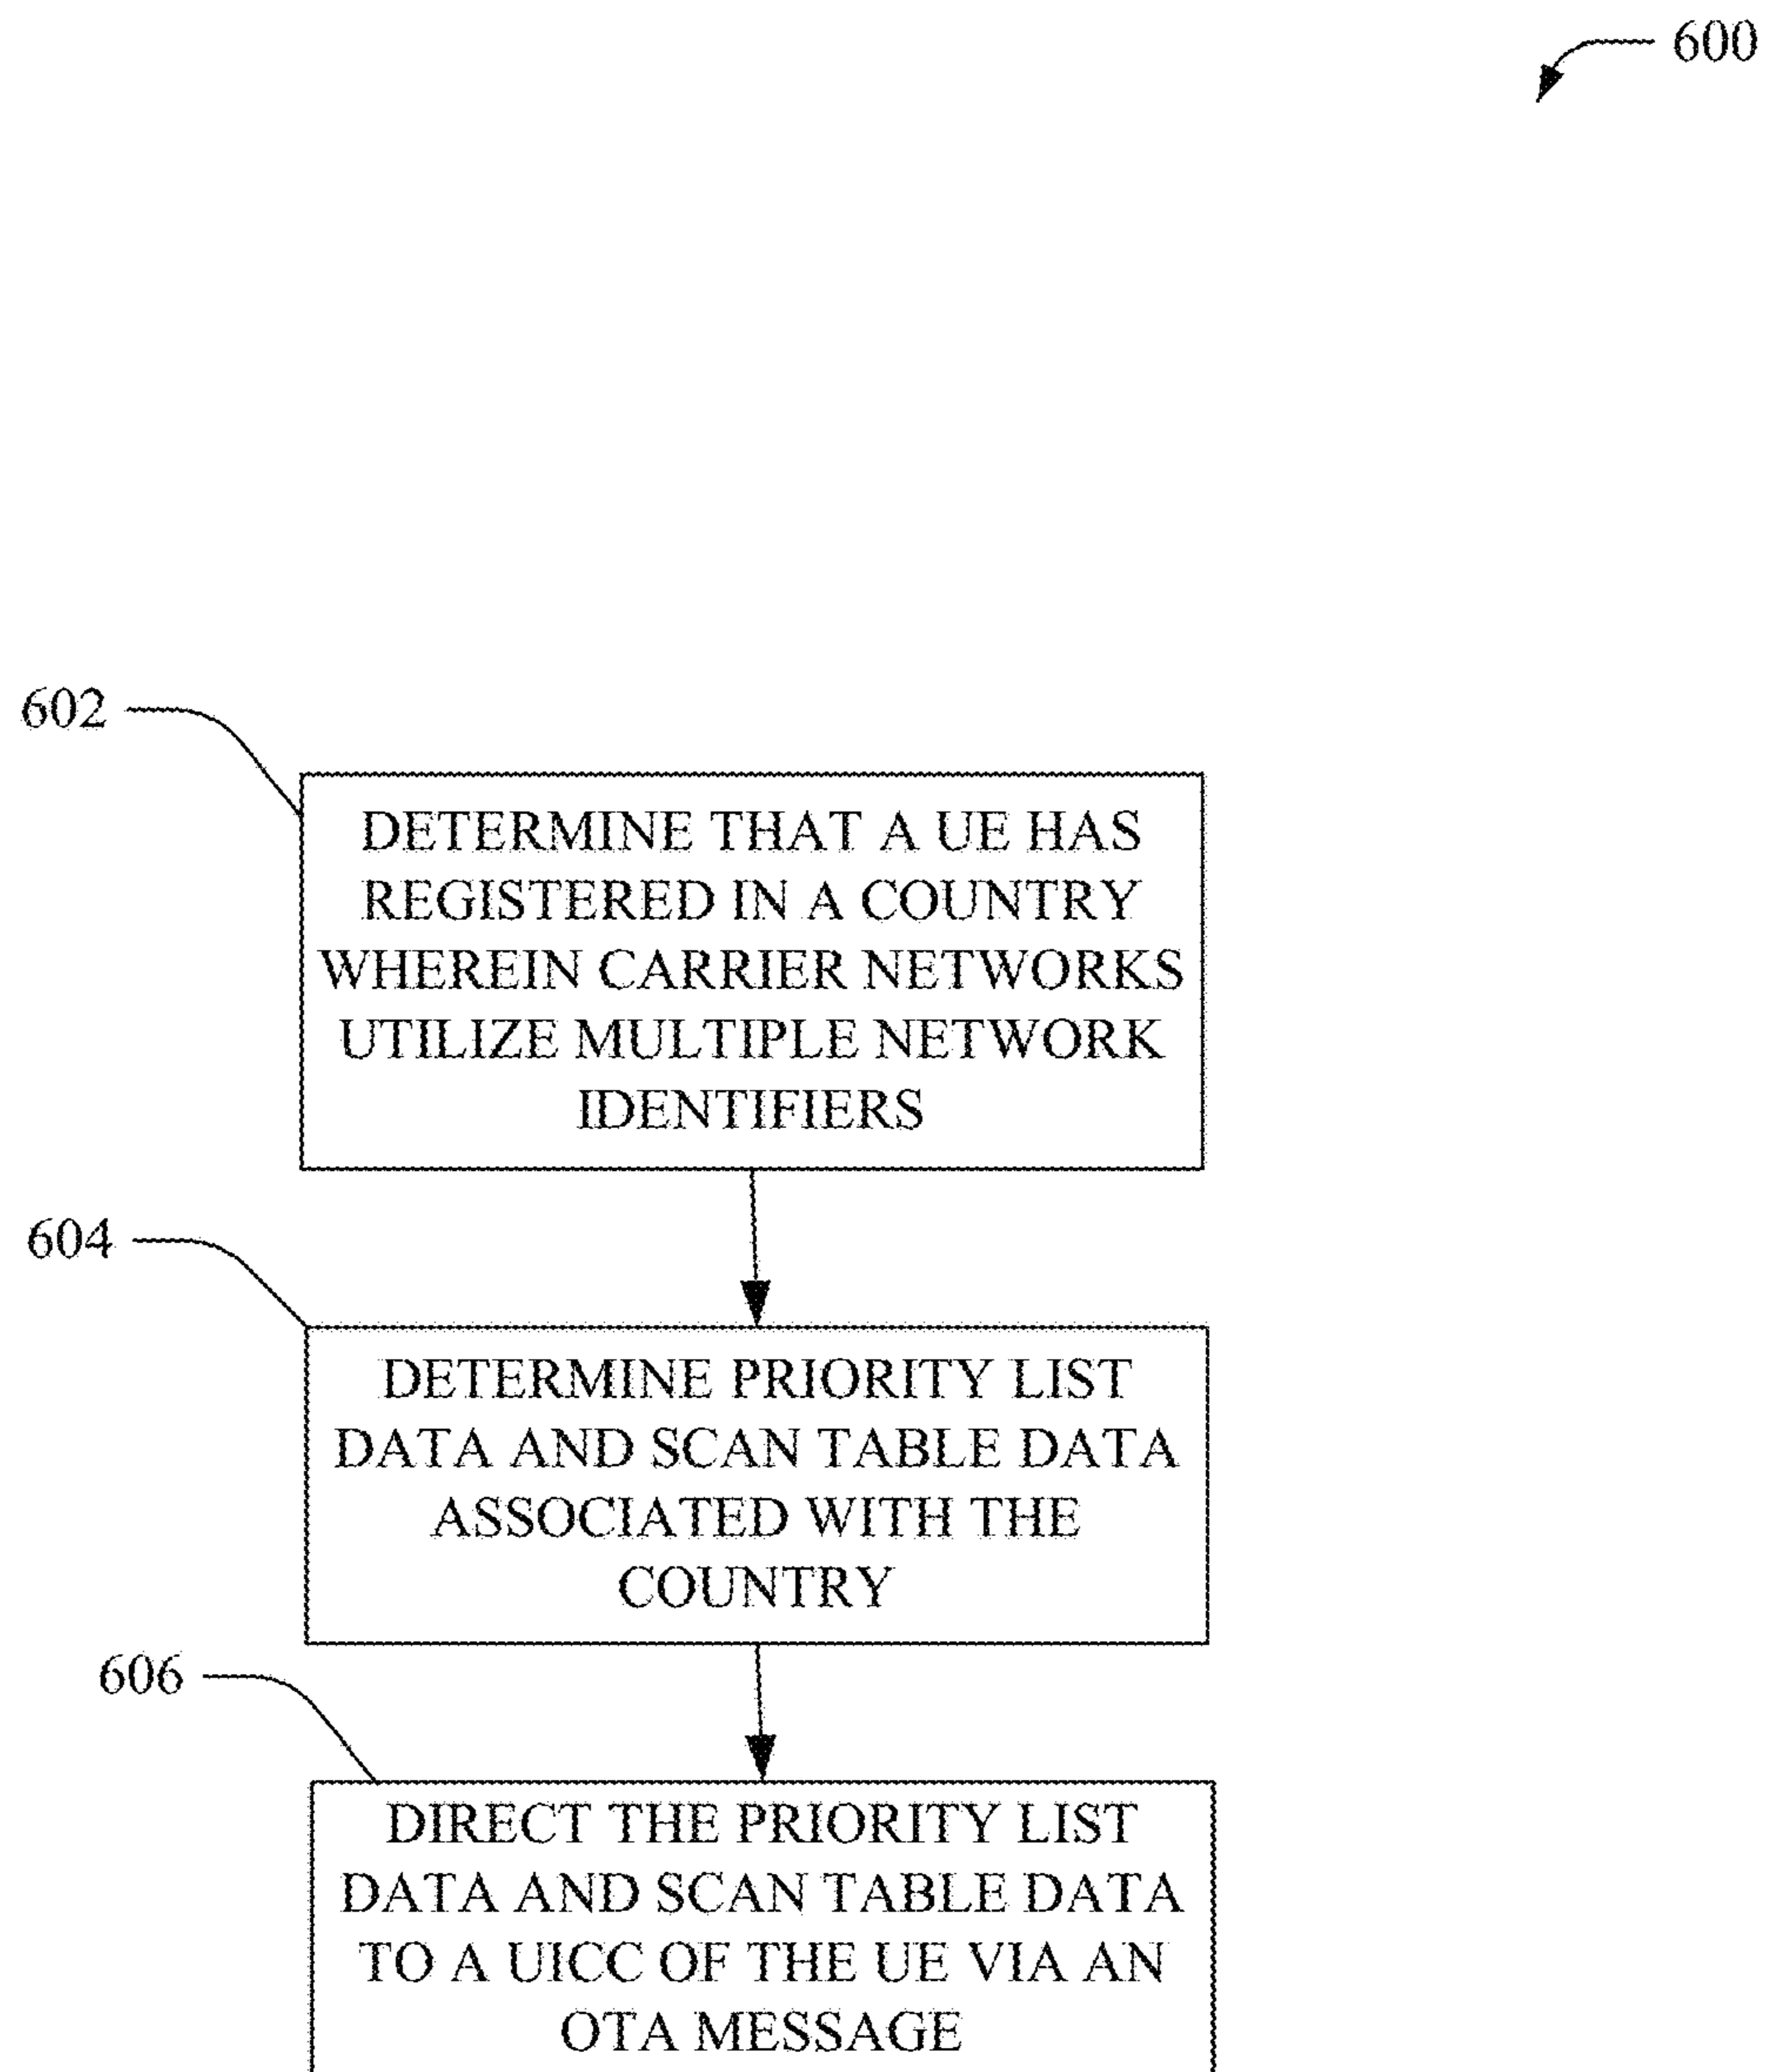 600
602
DETERMINE THAT A UE HAS
REGISTERED IN A COUNTRY
WHEREIN CARRIER NETWORKS
UTILIZE MULTIPLE NETWORK
IDENTIFIERS
604
DETERMINE PRIORITY LIST
DATA AND SCAN TABLE DATA
ASSOCIATED WITH THE
COUNTRY
606
DIRECT THE PRIORITY LIST
DATA AND SCAN TABLE DATA
TO A UICC OF THE UE VIA AN
OTA MESSAGE